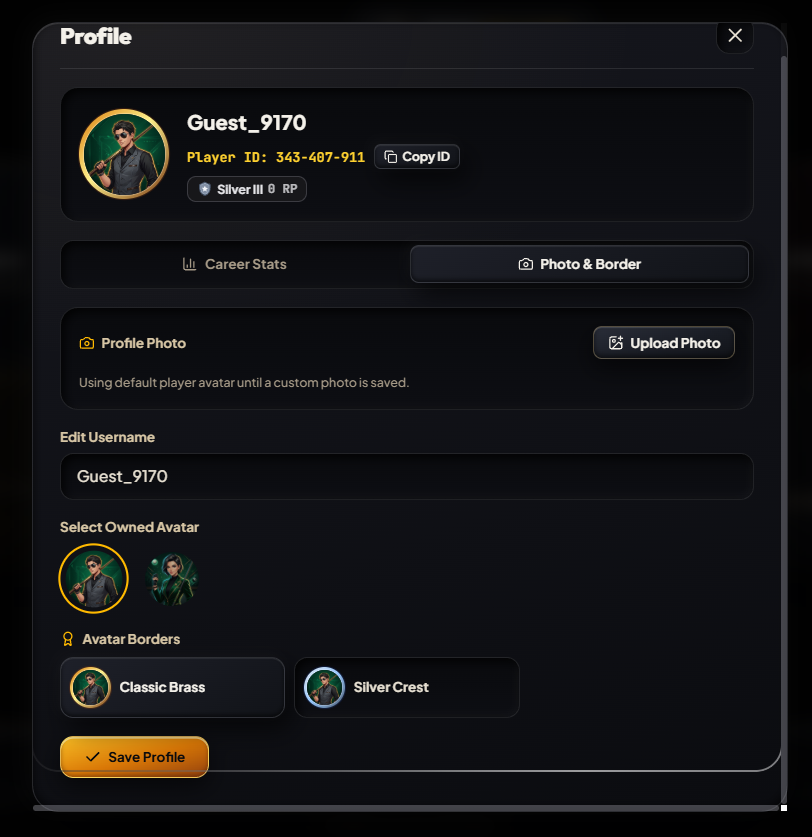 Profile
Guest_9170
Player ID: 343-407-911 Copy ID
Silver III 0 RP
Career Stats Photo & Border
Profile Photo Upload Photo
Using default player avatar until a custom photo is saved.
Edit Username
Guest_9170
Select Owned Avatar
Avatar Borders
Classic Brass Silver Crest
Save Profile